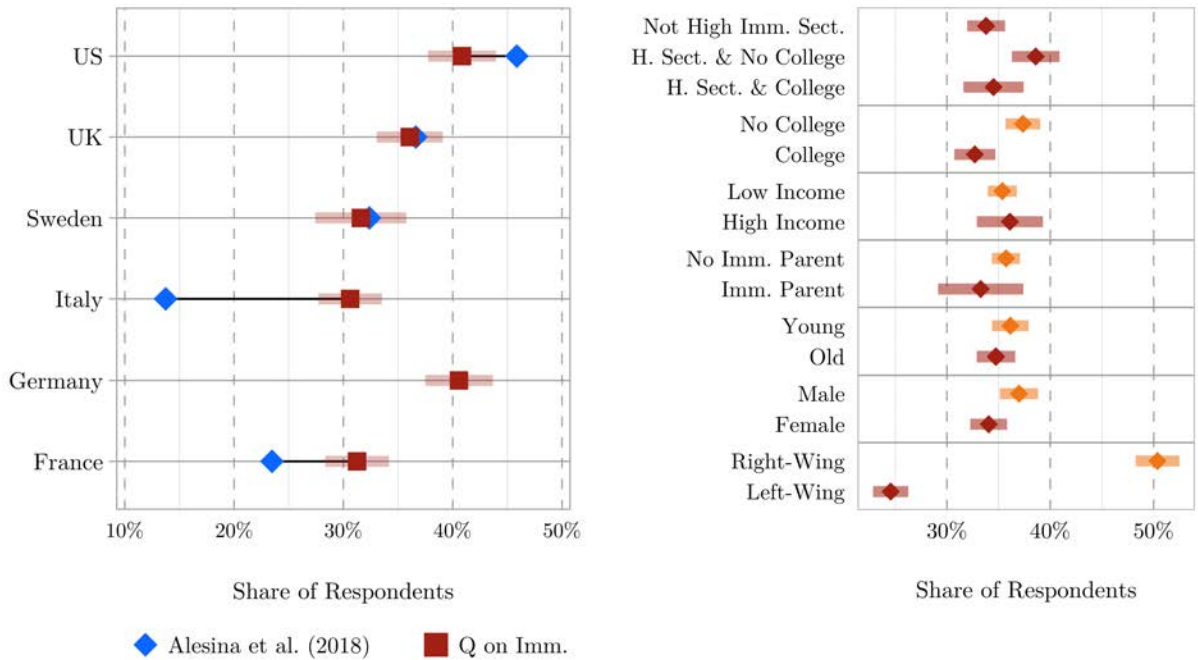 US
UK
Sweden
Italy
Germany
France
10% 20% 30% 40% 50%
Share of Respondents
Alesina et al. (2018) Q on Imm.
Not High Imm. Sect.
H. Sect. & No College
H. Sect. & College
No College
College
Low Income
High Income
No Imm. Parent
Imm. Parent
Young
Old
Male
Female
Right-Wing
Left-Wing
30% 40% 50%
Share of Respondents